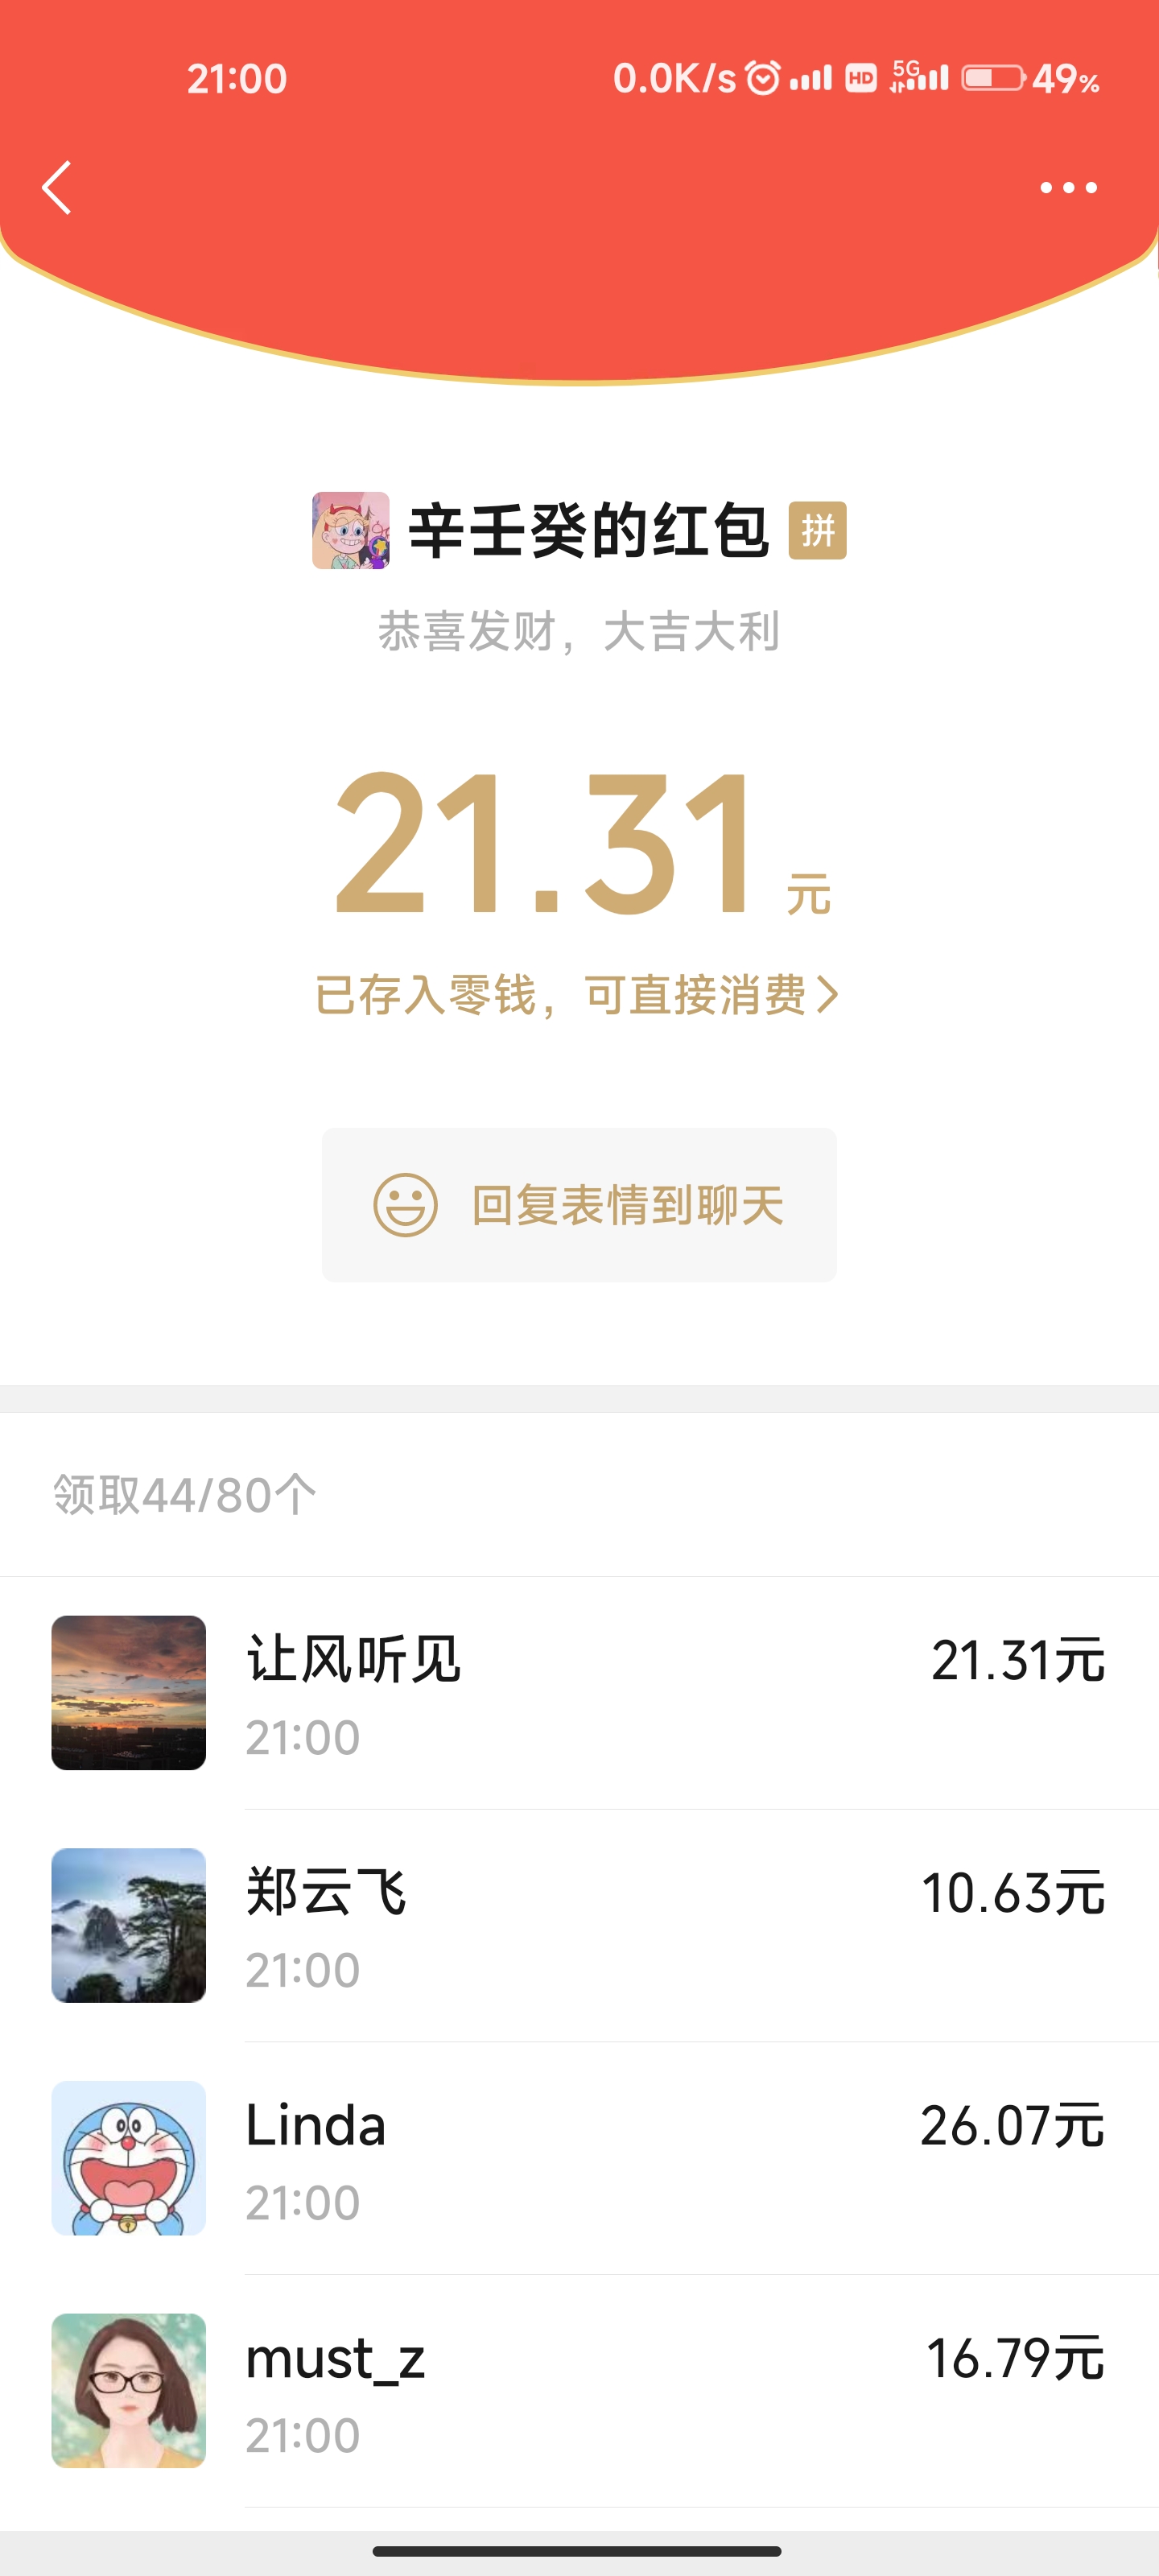 21:00 0.0K/s HD 5G 49%
辛壬癸的红包 拼
恭喜发财，大吉大利
21.31元
已存入零钱，可直接消费
回复表情到聊天
领取44/80个
让风听见 21.31元
21:00
郑云飞 10.63元
21:00
Linda 26.07元
21:00
must_z 16.79元
21:00